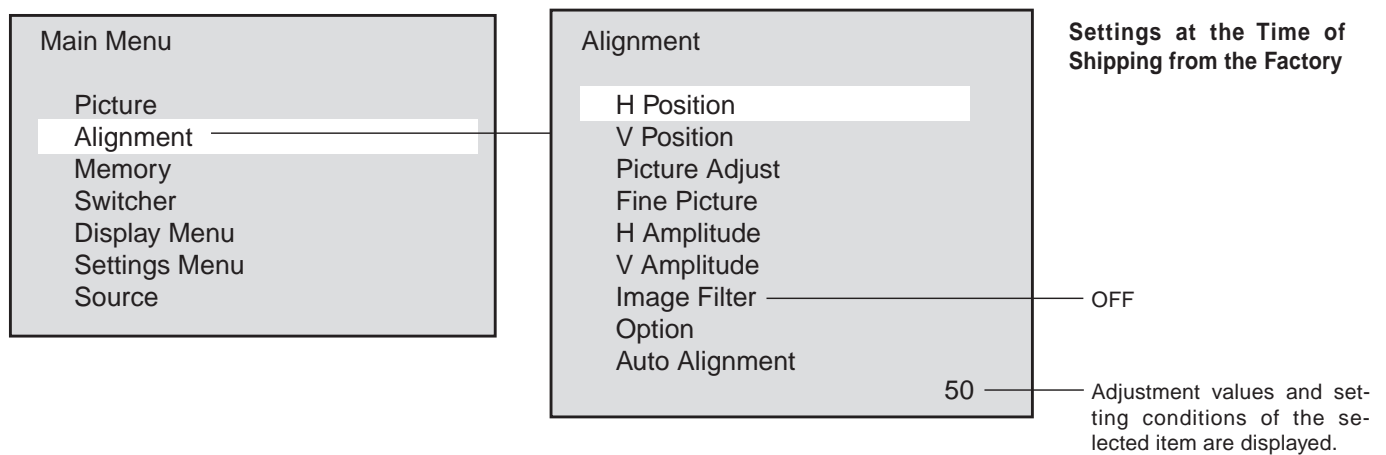 Main Menu
Picture
Alignment
Memory
Switcher
Display Menu
Settings Menu
Source
Alignment
H Position
V Position
Picture Adjust
Fine Picture
H Amplitude
V Amplitude
Image Filter
Option
Auto Alignment
50
Settings at the Time of
Shipping from the Factory
OFF
Adjustment values and set-
ting conditions of the se-
lected item are displayed.